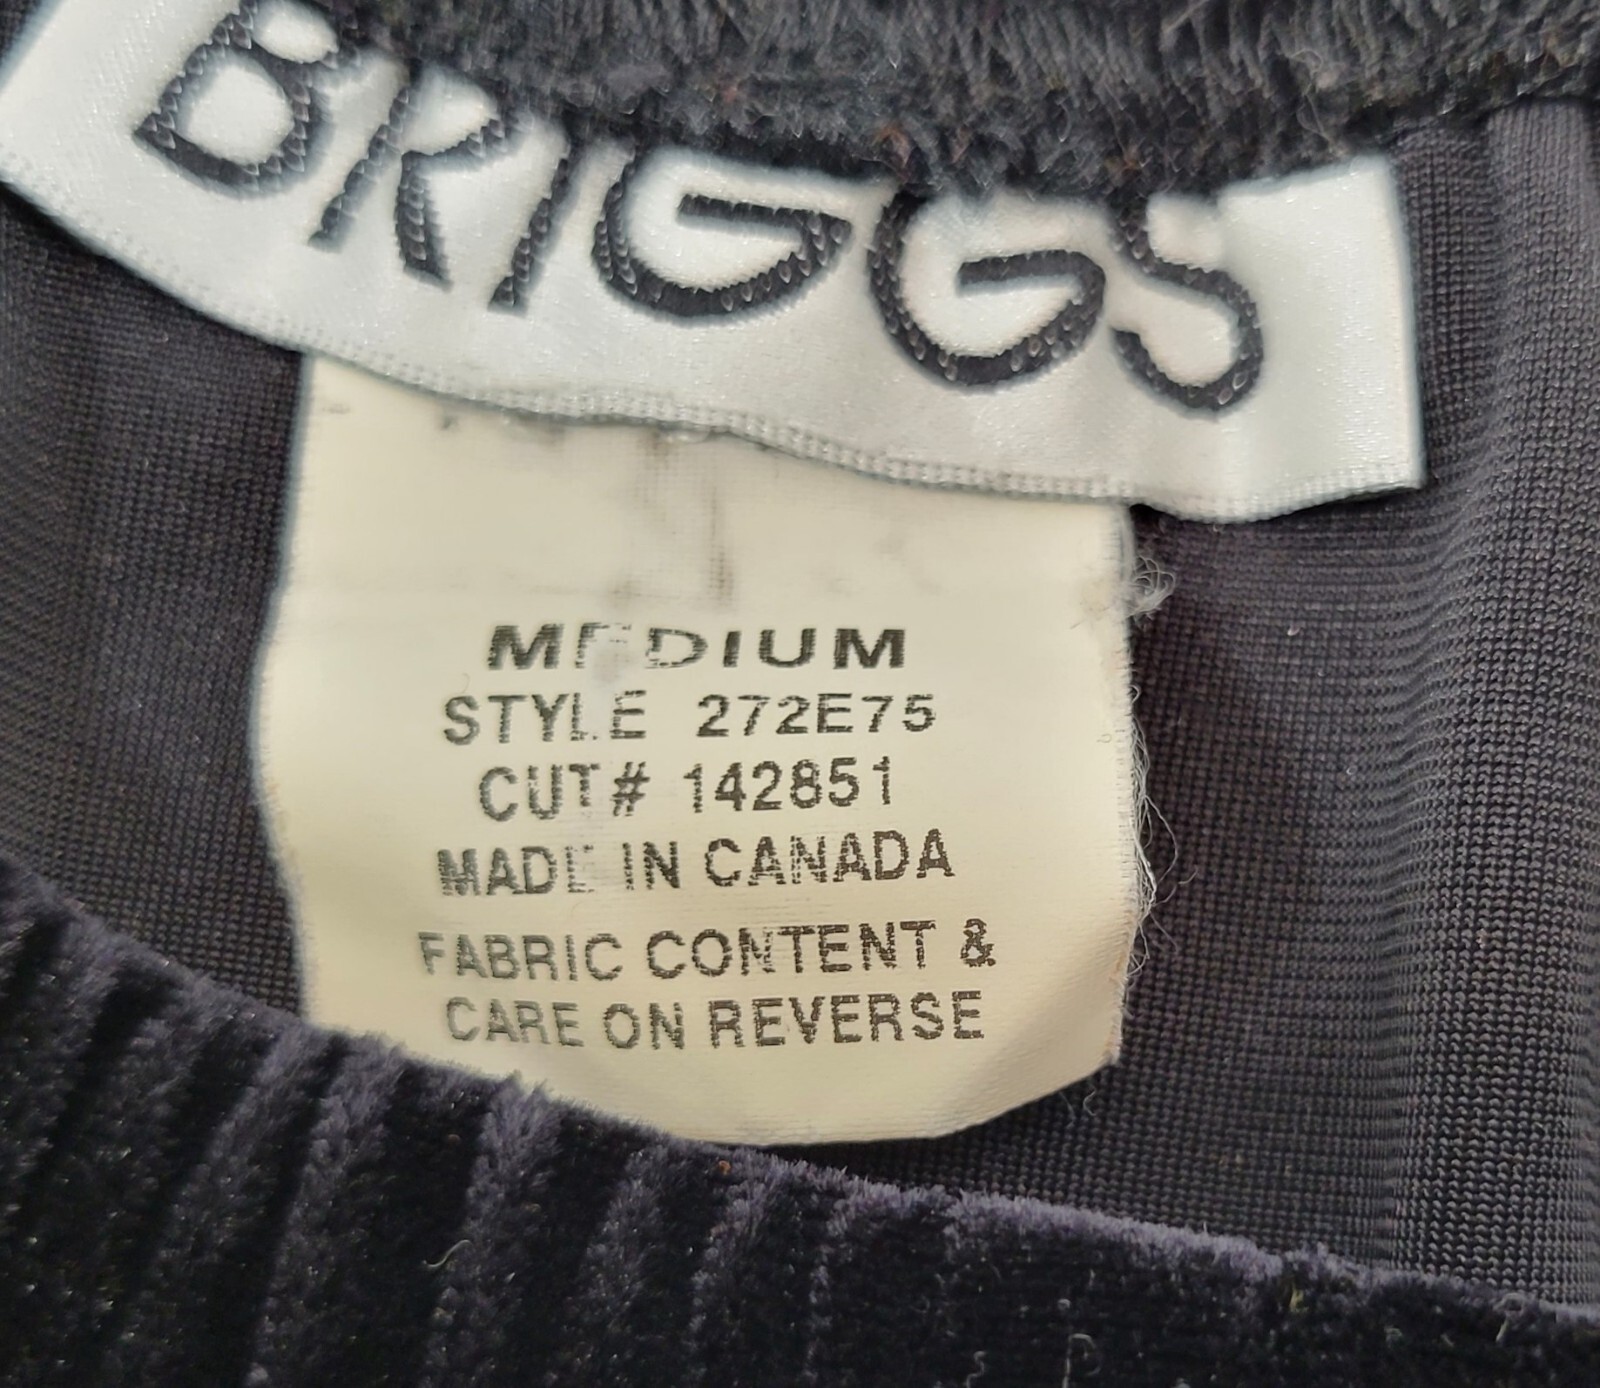 BRIGGS
MEDIUM
STYLE 272E75
CUT# 142851
MADE IN CANADA
FABRIC CONTENT &
CARE ON REVERSE